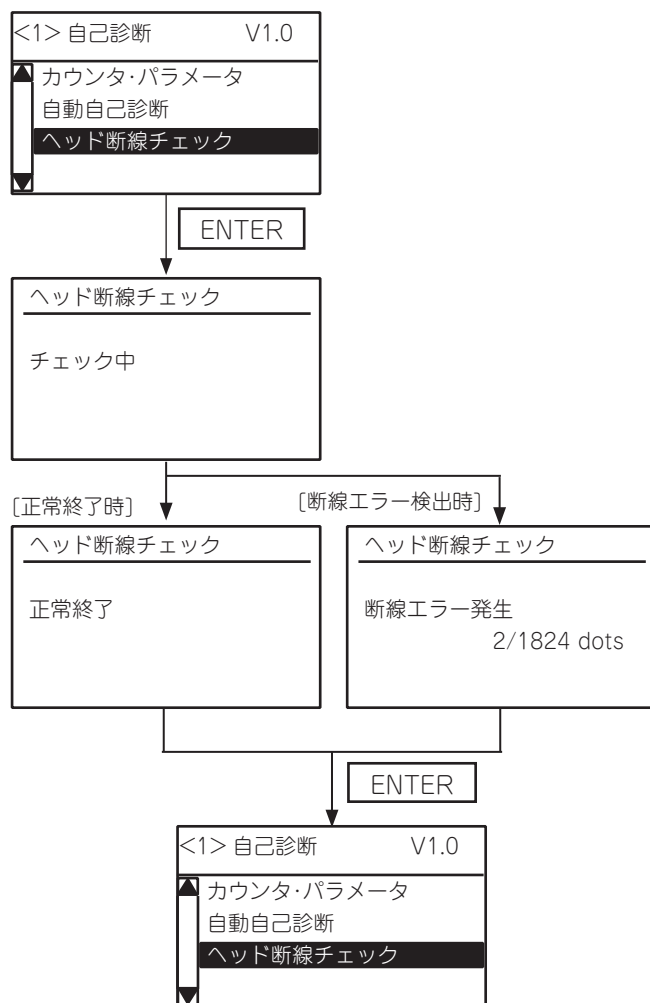 <1> 自己診断 V1.0
カウンタ・パラメータ
自動自己診断
ヘッド断線チェック
ENTER
ヘッド断線チェック
チェック中
[正常終了時]
[断線エラー検出時]
ヘッド断線チェック
正常終了
ヘッド断線チェック
断線エラー発生
2/1824 dots
ENTER
<1> 自己診断 V1.0
カウンタ・パラメータ
自動自己診断
ヘッド断線チェック